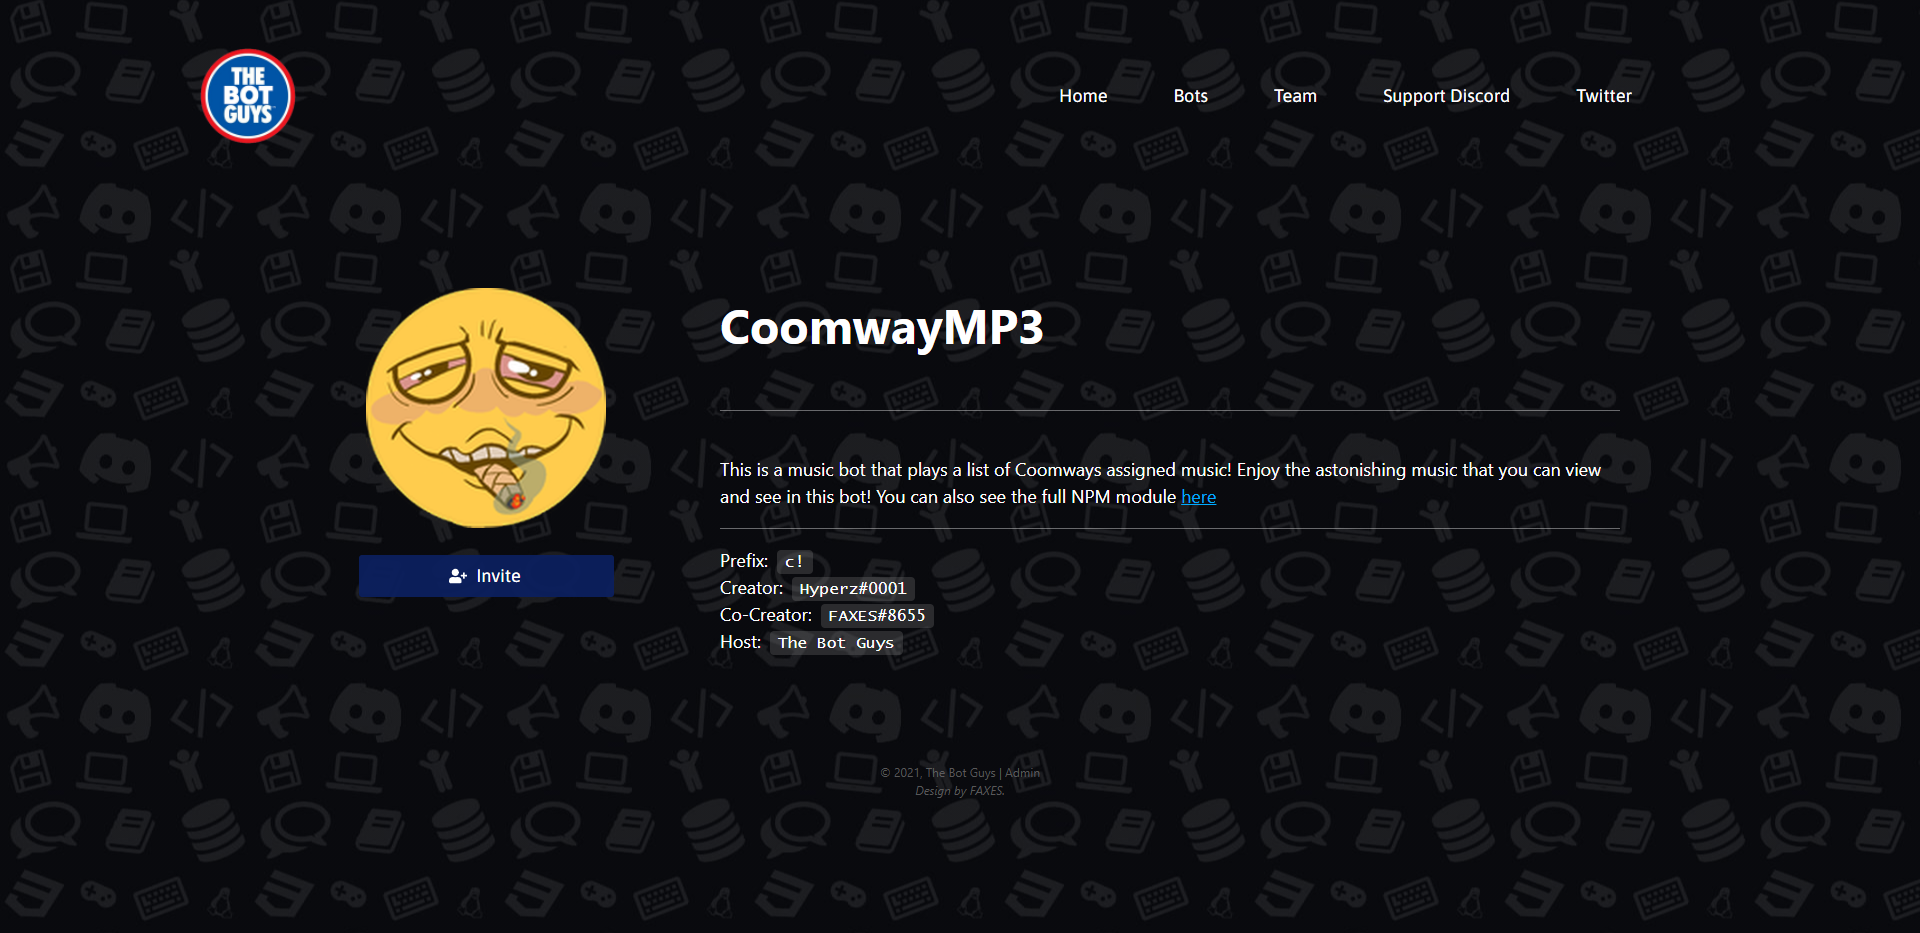 THE
BOT
GUYS
Home Bots Team Support Discord Twitter
CoomwayMP3
This is a music bot that plays a list of Coomways assigned music! Enjoy the astonishing music that you can view
and see in this bot! You can also see the full NPM module here
Invite
Prefix: c!
Creator: Hyperz#0001
Co-Creator: FAXES#8655
Host: The Bot Guys
© 2021, The Bot Guys | Admin
Design by FAXES.